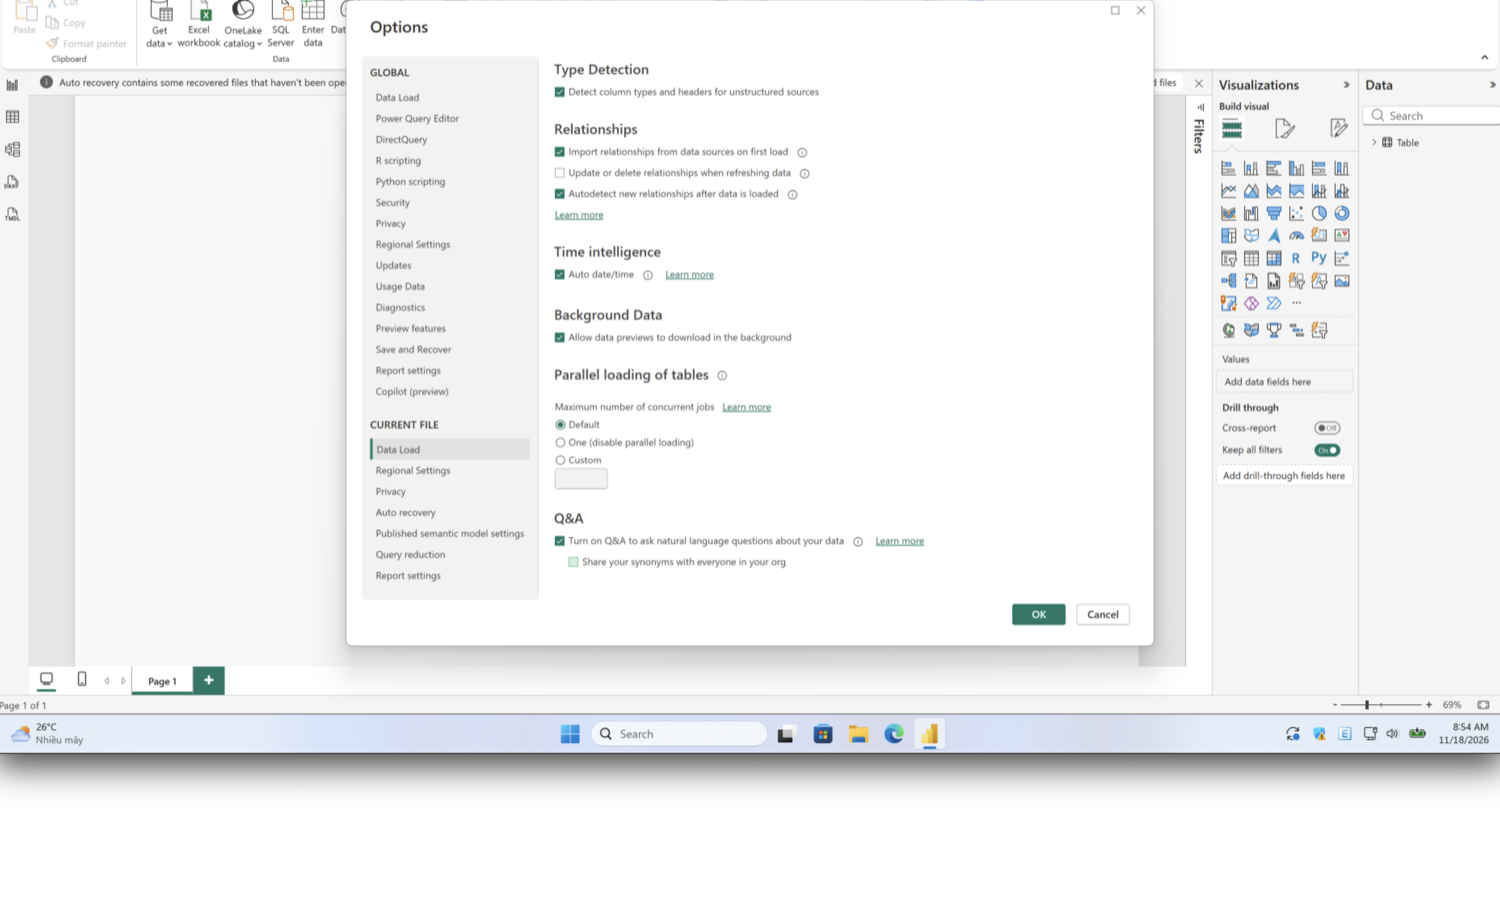 Paste
Cut
Copy
Format painter
Clipboard
Get data
Excel workbook
OneLake catalog
SQL Server
Enter data
Dat
Data
Auto recovery contains some recovered files that haven't been ope
d files
Options
GLOBAL
Data Load
Power Query Editor
DirectQuery
R scripting
Python scripting
Security
Privacy
Regional Settings
Updates
Usage Data
Diagnostics
Preview features
Save and Recover
Report settings
Copilot (preview)
CURRENT FILE
Data Load
Regional Settings
Privacy
Auto recovery
Published semantic model settings
Query reduction
Report settings
Type Detection
Detect column types and headers for unstructured sources
Relationships
Import relationships from data sources on first load
Update or delete relationships when refreshing data
Autodetect new relationships after data is loaded
Learn more
Time intelligence
Auto date/time Learn more
Background Data
Allow data previews to download in the background
Parallel loading of tables
Maximum number of concurrent jobs Learn more
Default
One (disable parallel loading)
Custom
Q&A
Turn on Q&A to ask natural language questions about your data Learn more
Share your synonyms with everyone in your org
OK
Cancel
Filters
Visualizations
Build visual
R
Py
Values
Add data fields here
Drill through
Cross-report Off
Keep all filters On
Add drill-through fields here
Data
Search
Table
Page 1
Page 1 of 1
69%
26°C
Nhiều mây
Search
8:54 AM
11/18/2026